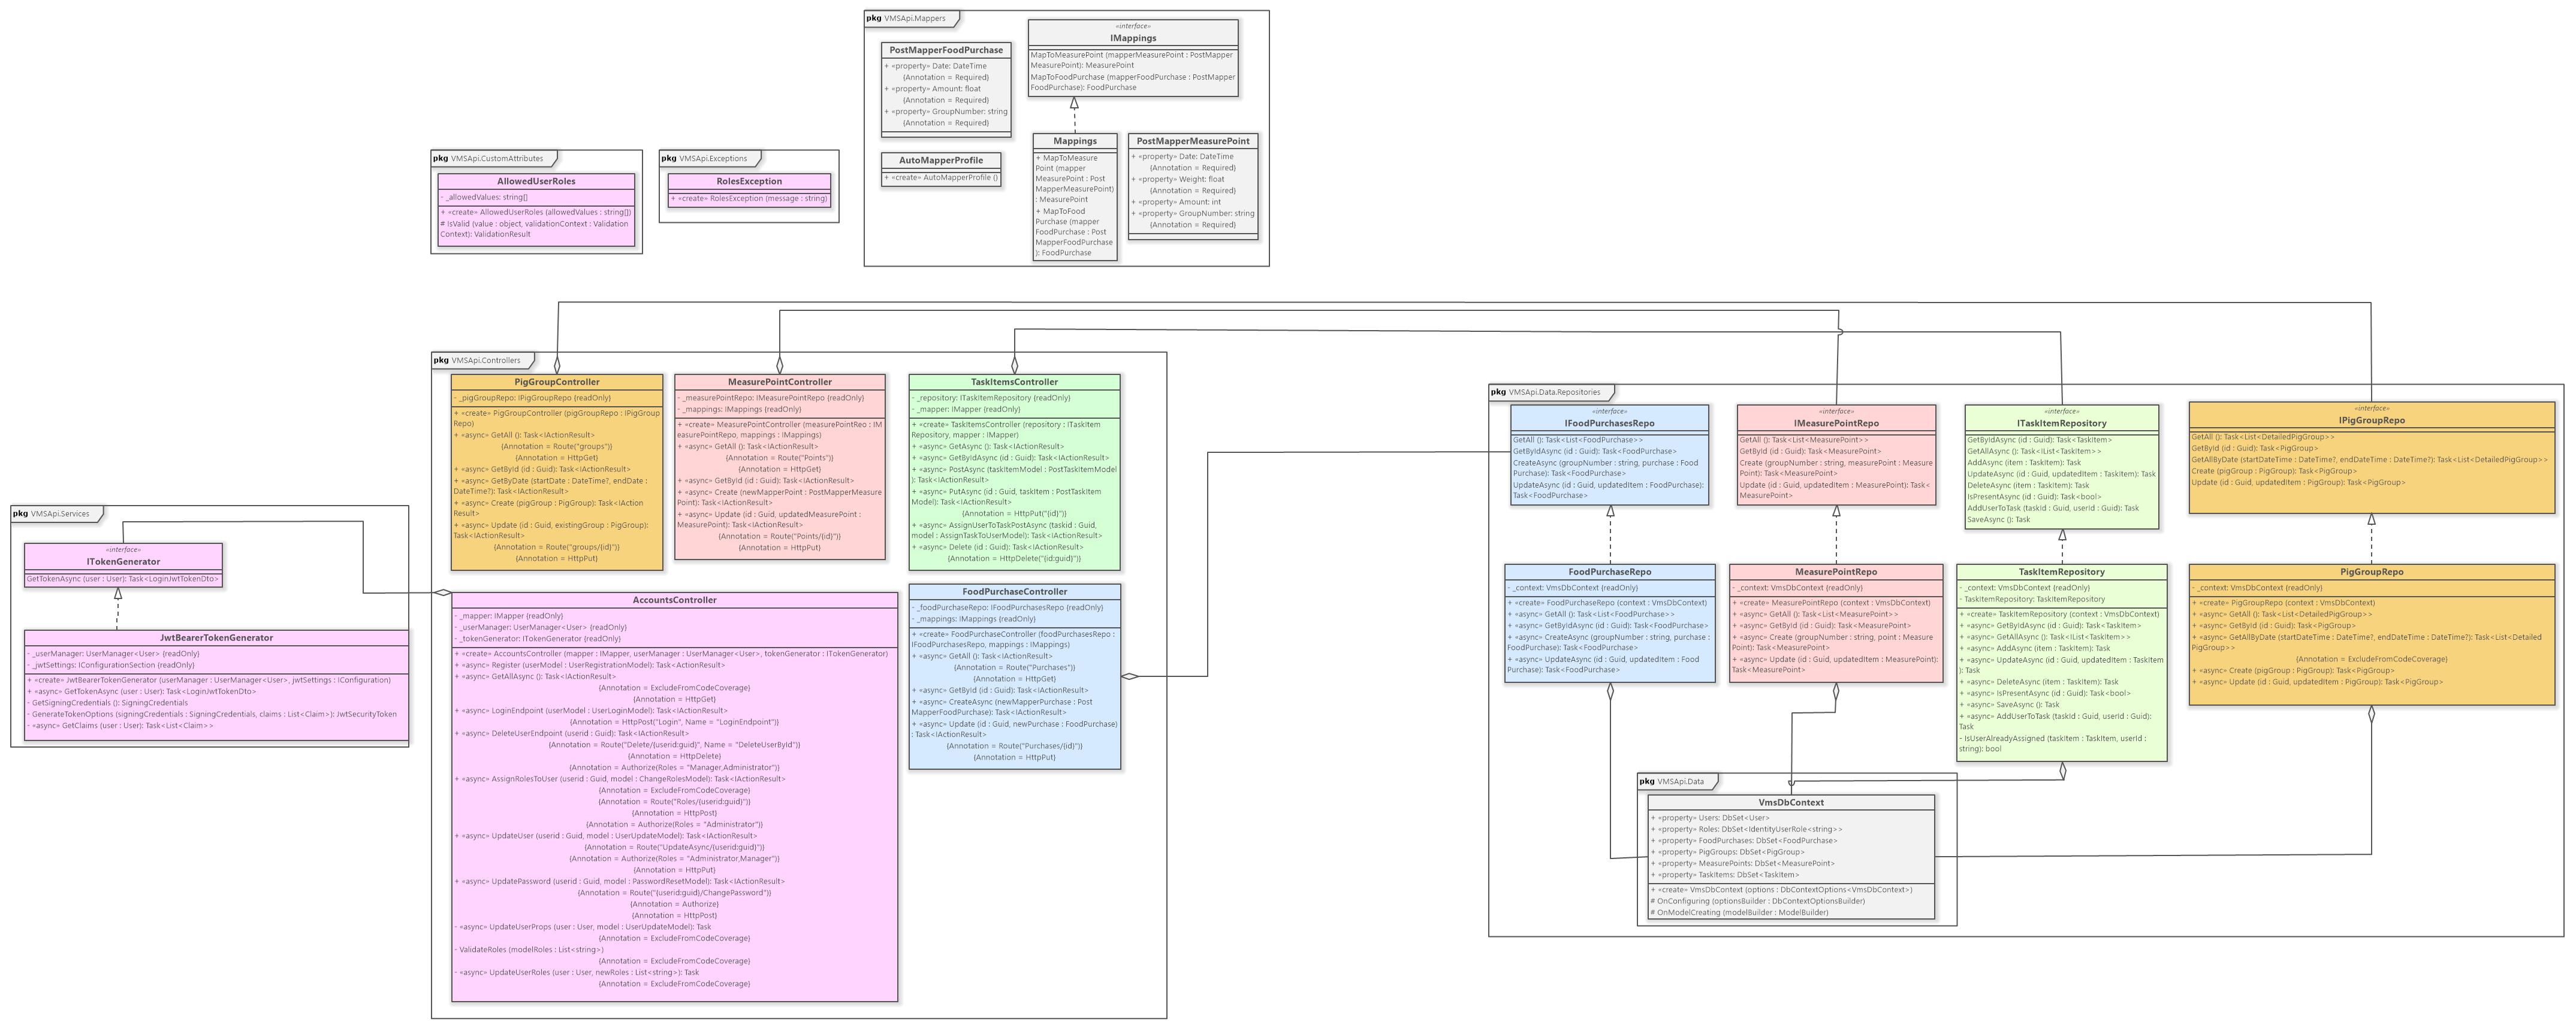 pkg VMSApi.Mappers
PostMapperFoodPurchase
+ «property» Date: DateTime
{Annotation = Required}
+ «property» Amount: float
{Annotation = Required}
+ «property» GroupNumber: string
{Annotation = Required}
«interface»
IMappings
MapToMeasurePoint (mapperMeasurePoint : PostMapper
MeasurePoint): MeasurePoint
MapToFoodPurchase (mapperFoodPurchase : PostMapper
FoodPurchase): FoodPurchase
AutoMapperProfile
+ «create» AutoMapperProfile ()
Mappings
+ MapToMeasure
Point (mapper
MeasurePoint : Post
MapperMeasurePoint)
: MeasurePoint
+ MapToFood
Purchase (mapper
FoodPurchase : Post
MapperFoodPurchase
): FoodPurchase
PostMapperMeasurePoint
+ «property» Date: DateTime
{Annotation = Required}
+ «property» Weight: float
{Annotation = Required}
+ «property» Amount: int
+ «property» GroupNumber: string
{Annotation = Required}
pkg VMSApi.CustomAttributes
AllowedUserRoles
- _allowedValues: string[]
+ «create» AllowedUserRoles (allowedValues : string[])
# IsValid (value : object, validationContext : Validation
Context): ValidationResult
pkg VMSApi.Exceptions
RolesException
+ «create» RolesException (message : string)
pkg VMSApi.Controllers
PigGroupController
- _pigGroupRepo: IPigGroupRepo {readOnly}
+ «create» PigGroupController (pigGroupRepo : IPigGroup
Repo)
+ «async» GetAll (): Task<IActionResult>
{Annotation = Route("groups")}
{Annotation = HttpGet}
+ «async» GetById (id : Guid): Task<IActionResult>
+ «async» GetByDate (startDate : DateTime?, endDate :
DateTime?): Task<IActionResult>
+ «async» Create (pigGroup : PigGroup): Task<IAction
Result>
+ «async» Update (id : Guid, existingGroup : PigGroup):
Task<IActionResult>
{Annotation = Route("groups/{id}")}
{Annotation = HttpPut}
MeasurePointController
- _measurePointRepo: IMeasurePointRepo {readOnly}
- _mappings: IMappings {readOnly}
+ «create» MeasurePointController (measurePointReo : IM
easurePointRepo, mappings : IMappings)
+ «async» GetAll (): Task<IActionResult>
{Annotation = Route("Points")}
{Annotation = HttpGet}
+ «async» GetById (id : Guid): Task<IActionResult>
+ «async» Create (newMapperPoint : PostMapperMeasure
Point): Task<IActionResult>
+ «async» Update (id : Guid, updatedMeasurePoint :
MeasurePoint): Task<IActionResult>
{Annotation = Route("Points/{id}")}
{Annotation = HttpPut}
TaskItemsController
- _repository: ITaskItemRepository {readOnly}
- _mapper: IMapper {readOnly}
+ «create» TaskItemsController (repository : ITaskItem
Repository, mapper : IMapper)
+ «async» GetAsync (): Task<IActionResult>
+ «async» GetByIdAsync (id : Guid): Task<IActionResult>
+ «async» PostAsync (taskItemModel : PostTaskItemModel
): Task<IActionResult>
+ «async» PutAsync (id : Guid, taskItem : PostTaskItem
Model): Task<IActionResult>
{Annotation = HttpPut("{id}")}
+ «async» AssignUserToTaskPostAsync (taskid : Guid,
model : AssignTaskToUserModel): Task<IActionResult>
+ «async» Delete (id : Guid): Task<IActionResult>
{Annotation = HttpDelete("{id:guid}")}
AccountsController
- _mapper: IMapper {readOnly}
- _userManager: UserManager<User> {readOnly}
- _tokenGenerator: ITokenGenerator {readOnly}
+ «create» AccountsController (mapper : IMapper, userManager : UserManager<User>, tokenGenerator : ITokenGenerator)
+ «async» Register (userModel : UserRegistrationModel): Task<ActionResult>
+ «async» GetAllAsync (): Task<IActionResult>
{Annotation = ExcludeFromCodeCoverage}
{Annotation = HttpGet}
+ «async» LoginEndpoint (userModel : UserLoginModel): Task<IActionResult>
{Annotation = HttpPost("Login", Name = "LoginEndpoint")}
+ «async» DeleteUserEndpoint (userid : Guid): Task<IActionResult>
{Annotation = Route("Delete/{userid:guid}", Name = "DeleteUserById")}
{Annotation = HttpDelete}
{Annotation = Authorize(Roles = "Manager,Administrator")}
+ «async» AssignRolesToUser (userid : Guid, model : ChangeRolesModel): Task<IActionResult>
{Annotation = ExcludeFromCodeCoverage}
{Annotation = Route("Roles/{userid:guid}")}
{Annotation = HttpPost}
{Annotation = Authorize(Roles = "Administrator")}
+ «async» UpdateUser (userid : Guid, model : UserUpdateModel): Task<IActionResult>
{Annotation = Route("UpdateAsync/{userid:guid}")}
{Annotation = Authorize(Roles = "Administrator,Manager")}
{Annotation = HttpPut}
+ «async» UpdatePassword (userid : Guid, model : PasswordResetModel): Task<IActionResult>
{Annotation = Route("{userid:guid}/ChangePassword")}
{Annotation = Authorize}
{Annotation = HttpPost}
- «async» UpdateUserProps (user : User, model : UserUpdateModel): Task
{Annotation = ExcludeFromCodeCoverage}
- ValidateRoles (modelRoles : List<string>)
{Annotation = ExcludeFromCodeCoverage}
- «async» UpdateUserRoles (user : User, newRoles : List<string>): Task
{Annotation = ExcludeFromCodeCoverage}
FoodPurchaseController
- _foodPurchaseRepo: IFoodPurchasesRepo {readOnly}
- _mappings: IMappings {readOnly}
+ «create» FoodPurchaseController (foodPurchasesRepo :
IFoodPurchasesRepo, mappings : IMappings)
+ «async» GetAll (): Task<IActionResult>
{Annotation = Route("Purchases")}
{Annotation = HttpGet}
+ «async» GetById (id : Guid): Task<IActionResult>
+ «async» CreateAsync (newMapperPurchase : Post
MapperFoodPurchase): Task<IActionResult>
+ «async» Update (id : Guid, newPurchase : FoodPurchase)
: Task<IActionResult>
{Annotation = Route("Purchases/{id}")}
{Annotation = HttpPut}
pkg VMSApi.Services
«interface»
ITokenGenerator
GetTokenAsync (user : User): Task<LoginJwtTokenDto>
JwtBearerTokenGenerator
- _userManager: UserManager<User> {readOnly}
- _jwtSettings: IConfigurationSection {readOnly}
+ «create» JwtBearerTokenGenerator (userManager : UserManager<User>, jwtSettings : IConfiguration)
+ «async» GetTokenAsync (user : User): Task<LoginJwtTokenDto>
- GetSigningCredentials (): SigningCredentials
- GenerateTokenOptions (signingCredentials : SigningCredentials, claims : List<Claim>): JwtSecurityToken
- «async» GetClaims (user : User): Task<List<Claim>>
pkg VMSApi.Data.Repositories
«interface»
IFoodPurchasesRepo
GetAll (): Task<List<FoodPurchase>>
GetByIdAsync (id : Guid): Task<FoodPurchase>
CreateAsync (groupNumber : string, purchase : Food
Purchase): Task<FoodPurchase>
UpdateAsync (id : Guid, updatedItem : FoodPurchase):
Task<FoodPurchase>
«interface»
IMeasurePointRepo
GetAll (): Task<List<MeasurePoint>>
GetById (id : Guid): Task<MeasurePoint>
Create (groupNumber : string, measurePoint : Measure
Point): Task<MeasurePoint>
Update (id : Guid, updatedItem : MeasurePoint): Task<
MeasurePoint>
«interface»
ITaskItemRepository
GetByIdAsync (id : Guid): Task<TaskItem>
GetAllAsync (): Task<IList<TaskItem>>
AddAsync (item : TaskItem): Task
UpdateAsync (id : Guid, updatedItem : TaskItem): Task
DeleteAsync (item : TaskItem): Task
IsPresentAsync (id : Guid): Task<bool>
AddUserToTask (taskId : Guid, userId : Guid): Task
SaveAsync (): Task
«interface»
IPigGroupRepo
GetAll (): Task<List<DetailedPigGroup>>
GetById (id : Guid): Task<PigGroup>
GetAllByDate (startDateTime : DateTime?, endDateTime : DateTime?): Task<List<DetailedPigGroup>>
Create (pigGroup : PigGroup): Task<PigGroup>
Update (id : Guid, updatedItem : PigGroup): Task<PigGroup>
FoodPurchaseRepo
- _context: VmsDbContext {readOnly}
+ «create» FoodPurchaseRepo (context : VmsDbContext)
+ «async» GetAll (): Task<List<FoodPurchase>>
+ «async» GetByIdAsync (id : Guid): Task<FoodPurchase>
+ «async» CreateAsync (groupNumber : string, purchase :
FoodPurchase): Task<FoodPurchase>
+ «async» UpdateAsync (id : Guid, updatedItem : Food
Purchase): Task<FoodPurchase>
MeasurePointRepo
- _context: VmsDbContext {readOnly}
+ «create» MeasurePointRepo (context : VmsDbContext)
+ «async» GetAll (): Task<List<MeasurePoint>>
+ «async» GetById (id : Guid): Task<MeasurePoint>
+ «async» Create (groupNumber : string, point : Measure
Point): Task<MeasurePoint>
+ «async» Update (id : Guid, updatedItem : MeasurePoint):
Task<MeasurePoint>
TaskItemRepository
- _context: VmsDbContext {readOnly}
- TaskItemRepository: TaskItemRepository
+ «create» TaskItemRepository (context : VmsDbContext)
+ «async» GetByIdAsync (id : Guid): Task<TaskItem>
+ «async» GetAllAsync (): Task<IList<TaskItem>>
+ «async» AddAsync (item : TaskItem): Task
+ «async» UpdateAsync (id : Guid, updatedItem : TaskItem
): Task
+ «async» DeleteAsync (item : TaskItem): Task
+ «async» IsPresentAsync (id : Guid): Task<bool>
+ «async» SaveAsync (): Task
+ «async» AddUserToTask (taskId : Guid, userId : Guid):
Task
- IsUserAlreadyAssigned (taskItem : TaskItem, userId :
string): bool
PigGroupRepo
- _context: VmsDbContext {readOnly}
+ «create» PigGroupRepo (context : VmsDbContext)
+ «async» GetAll (): Task<List<DetailedPigGroup>>
+ «async» GetById (id : Guid): Task<PigGroup>
+ «async» GetAllByDate (startDateTime : DateTime?, endDateTime : DateTime?): Task<List<Detailed
PigGroup>>
{Annotation = ExcludeFromCodeCoverage}
+ «async» Create (pigGroup : PigGroup): Task<PigGroup>
+ «async» Update (id : Guid, updatedItem : PigGroup): Task<PigGroup>
pkg VMSApi.Data
VmsDbContext
+ «property» Users: DbSet<User>
+ «property» Roles: DbSet<IdentityUserRole<string>>
+ «property» FoodPurchases: DbSet<FoodPurchase>
+ «property» PigGroups: DbSet<PigGroup>
+ «property» MeasurePoints: DbSet<MeasurePoint>
+ «property» TaskItems: DbSet<TaskItem>
+ «create» VmsDbContext (options : DbContextOptions<VmsDbContext>)
# OnConfiguring (optionsBuilder : DbContextOptionsBuilder)
# OnModelCreating (modelBuilder : ModelBuilder)